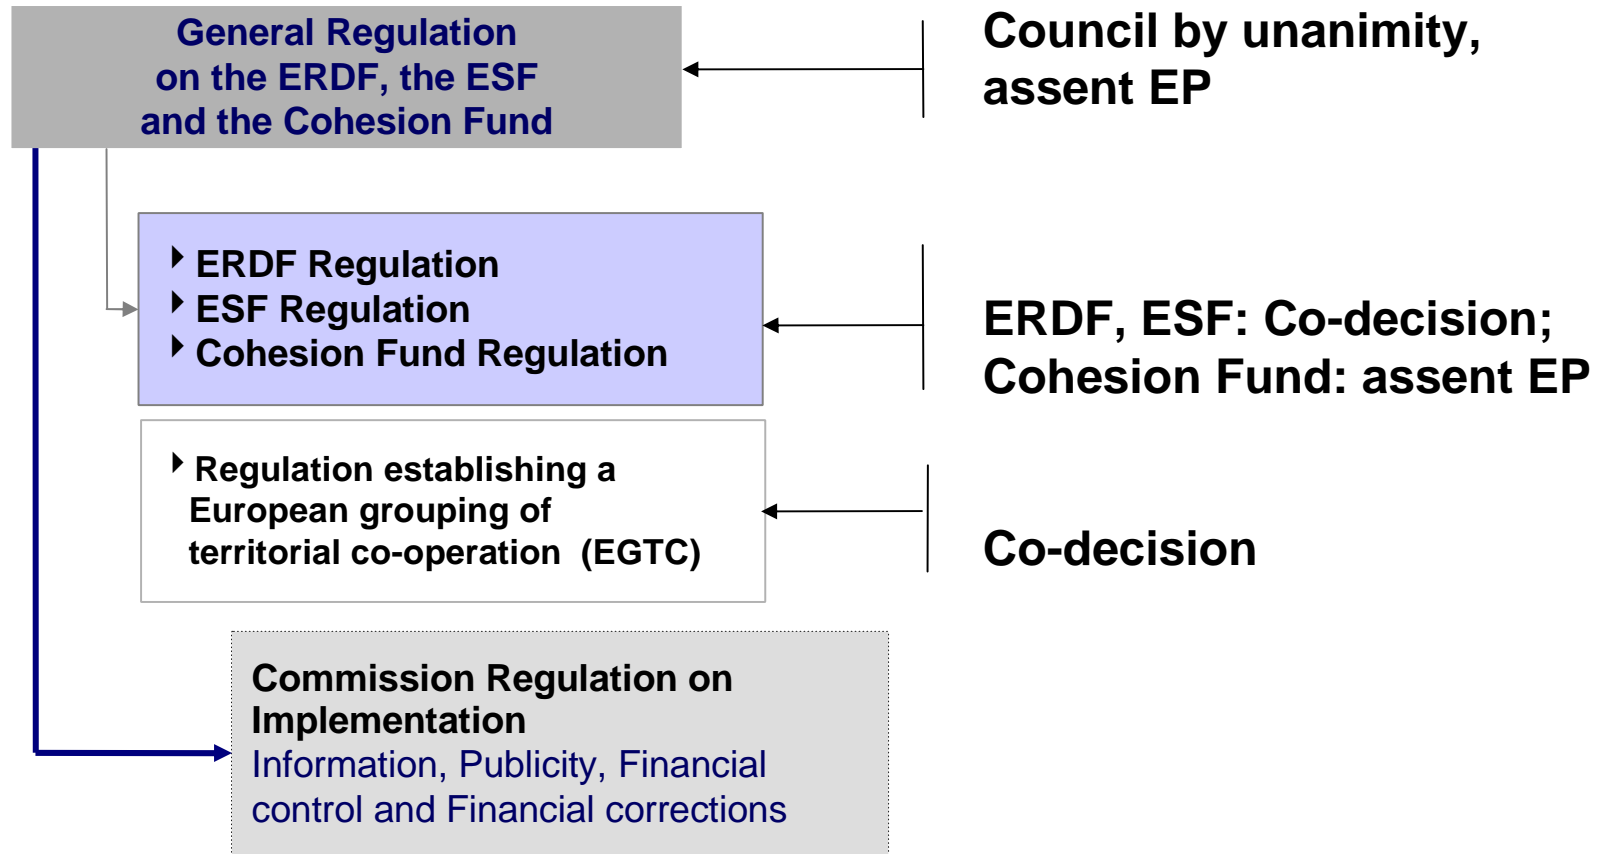 General Regulation
on the ERDF, the ESF
and the Cohesion Fund
Council by unanimity,
assent EP
ERDF Regulation
ESF Regulation
Cohesion Fund Regulation
ERDF, ESF: Co-decision;
Cohesion Fund: assent EP
Regulation establishing a
European grouping of
territorial co-operation (EGTC)
Co-decision
Commission Regulation on
Implementation
Information, Publicity, Financial
control and Financial corrections